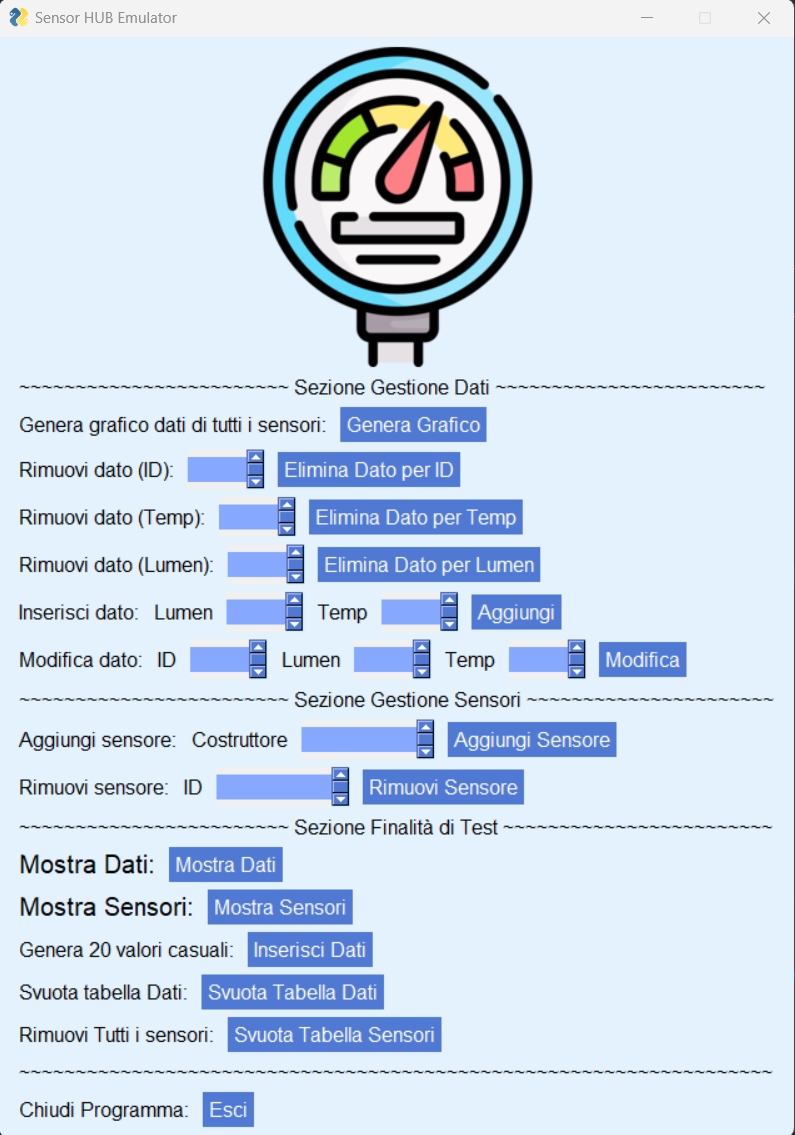 Sensor HUB Emulator
~~~~~~~~~~~~~~~~~~~~~~~~ Sezione Gestione Dati ~~~~~~~~~~~~~~~~~~~~~~~~
Genera grafico dati di tutti i sensori: Genera Grafico
Rimuovi dato (ID): Elimina Dato per ID
Rimuovi dato (Temp): Elimina Dato per Temp
Rimuovi dato (Lumen): Elimina Dato per Lumen
Inserisci dato: Lumen Temp Aggiungi
Modifica dato: ID Lumen Temp Modifica
~~~~~~~~~~~~~~~~~~~~~~~~ Sezione Gestione Sensori ~~~~~~~~~~~~~~~~~~~~~~
Aggiungi sensore: Costruttore Aggiungi Sensore
Rimuovi sensore: ID Rimuovi Sensore
~~~~~~~~~~~~~~~~~~~~~~~~ Sezione Finalità di Test ~~~~~~~~~~~~~~~~~~~~~~~~
Mostra Dati: Mostra Dati
Mostra Sensori: Mostra Sensori
Genera 20 valori casuali: Inserisci Dati
Svuota tabella Dati: Svuota Tabella Dati
Rimuovi Tutti i sensori: Svuota Tabella Sensori
~~~~~~~~~~~~~~~~~~~~~~~~~~~~~~~~~~~~~~~~~~~~~~~~~~~~~~~~~~~~~~~~~~~
Chiudi Programma: Esci